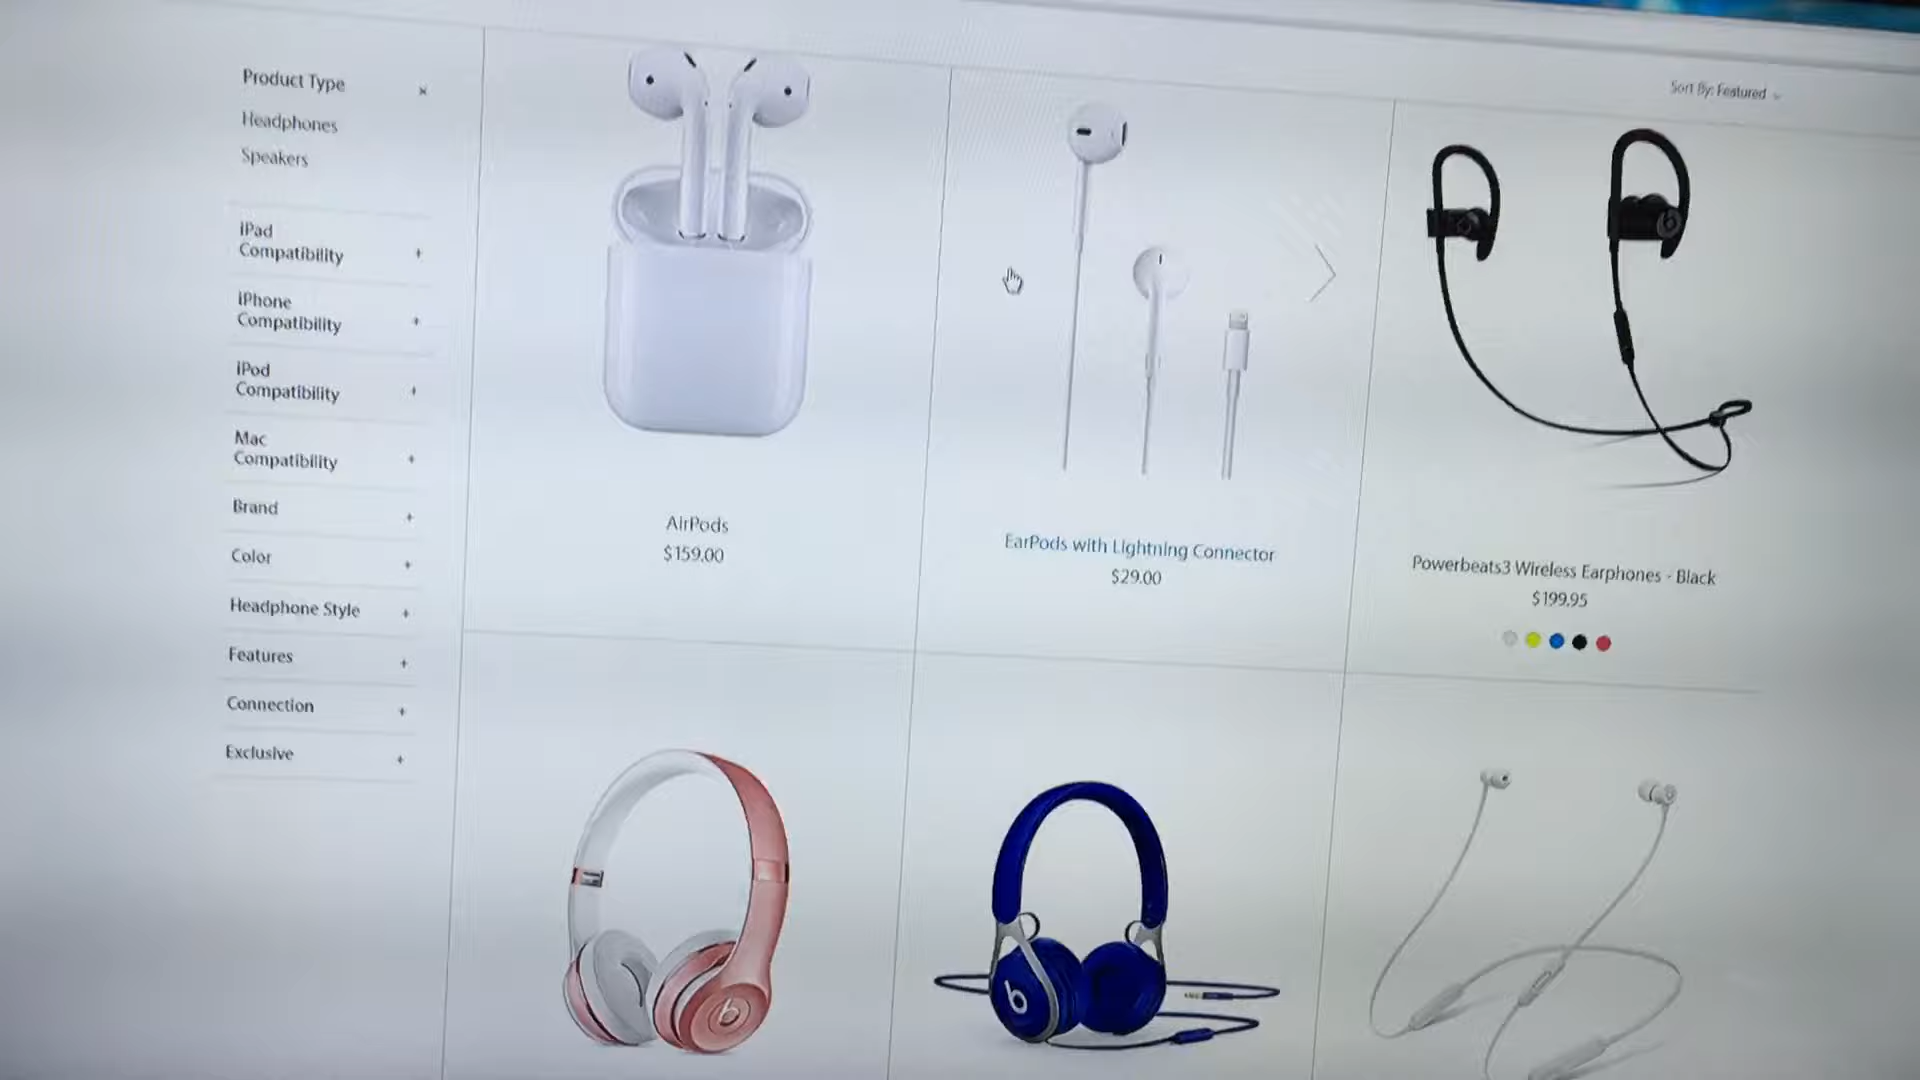 Product Type
Headphones
Speakers
iPad
Compatibility
iPhone
Compatibility
iPod
Compatibility
Mac
Compatibility
Brand
Color
Headphone Style
Features
Connection
Exclusive
Sort By: Featured
AirPods
$159.00
EarPods with Lightning Connector
$29.00
Powerbeats3 Wireless Earphones - Black
$199.95
b
b